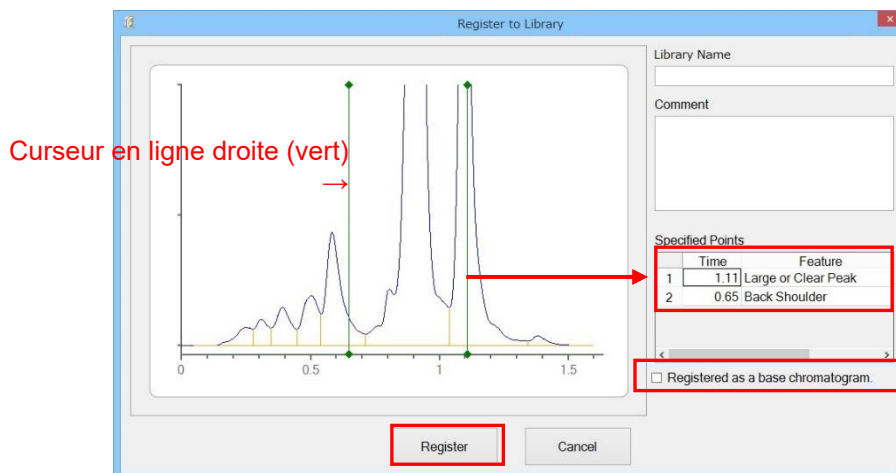 Register to Library
x
Library Name
Comment
Curseur en ligne droite (vert)
→
Specified Points
Time Feature
1 1.11 Large or Clear Peak
2 0.65 Back Shoulder
0 0.5 1 1.5
Registered as a base chromatogram.
Register Cancel